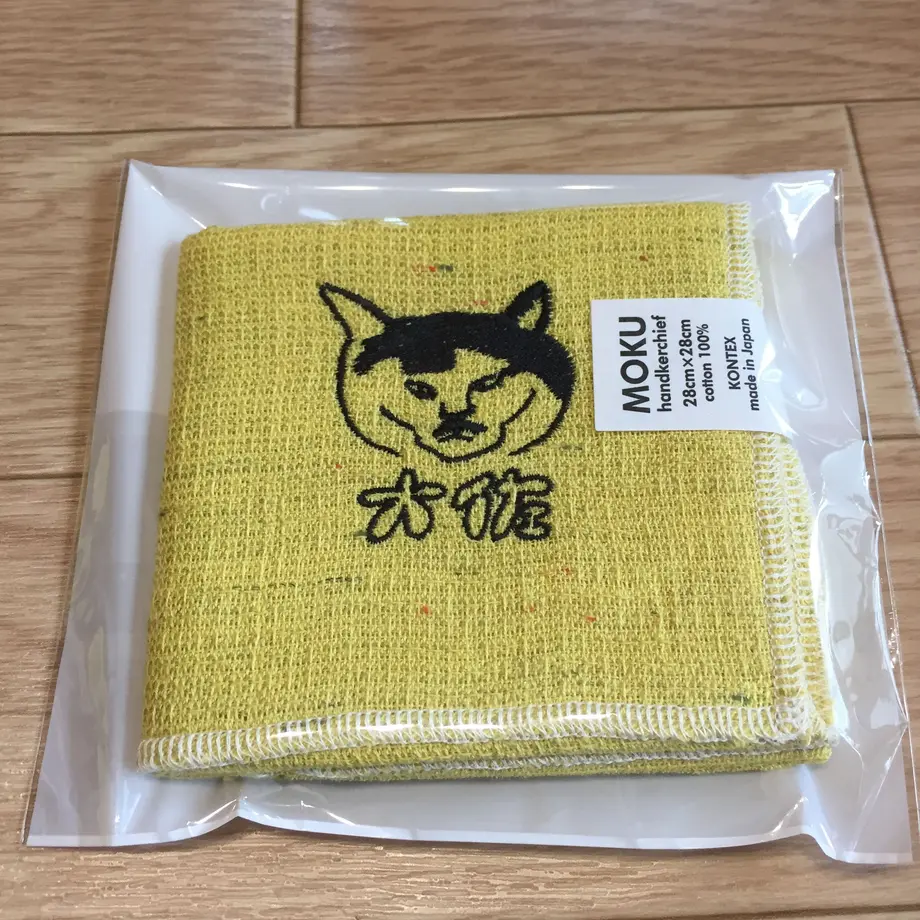 大佐
MOKU
handkerchief
28cm×28cm
cotton 100%
KONTEX
made in Japan